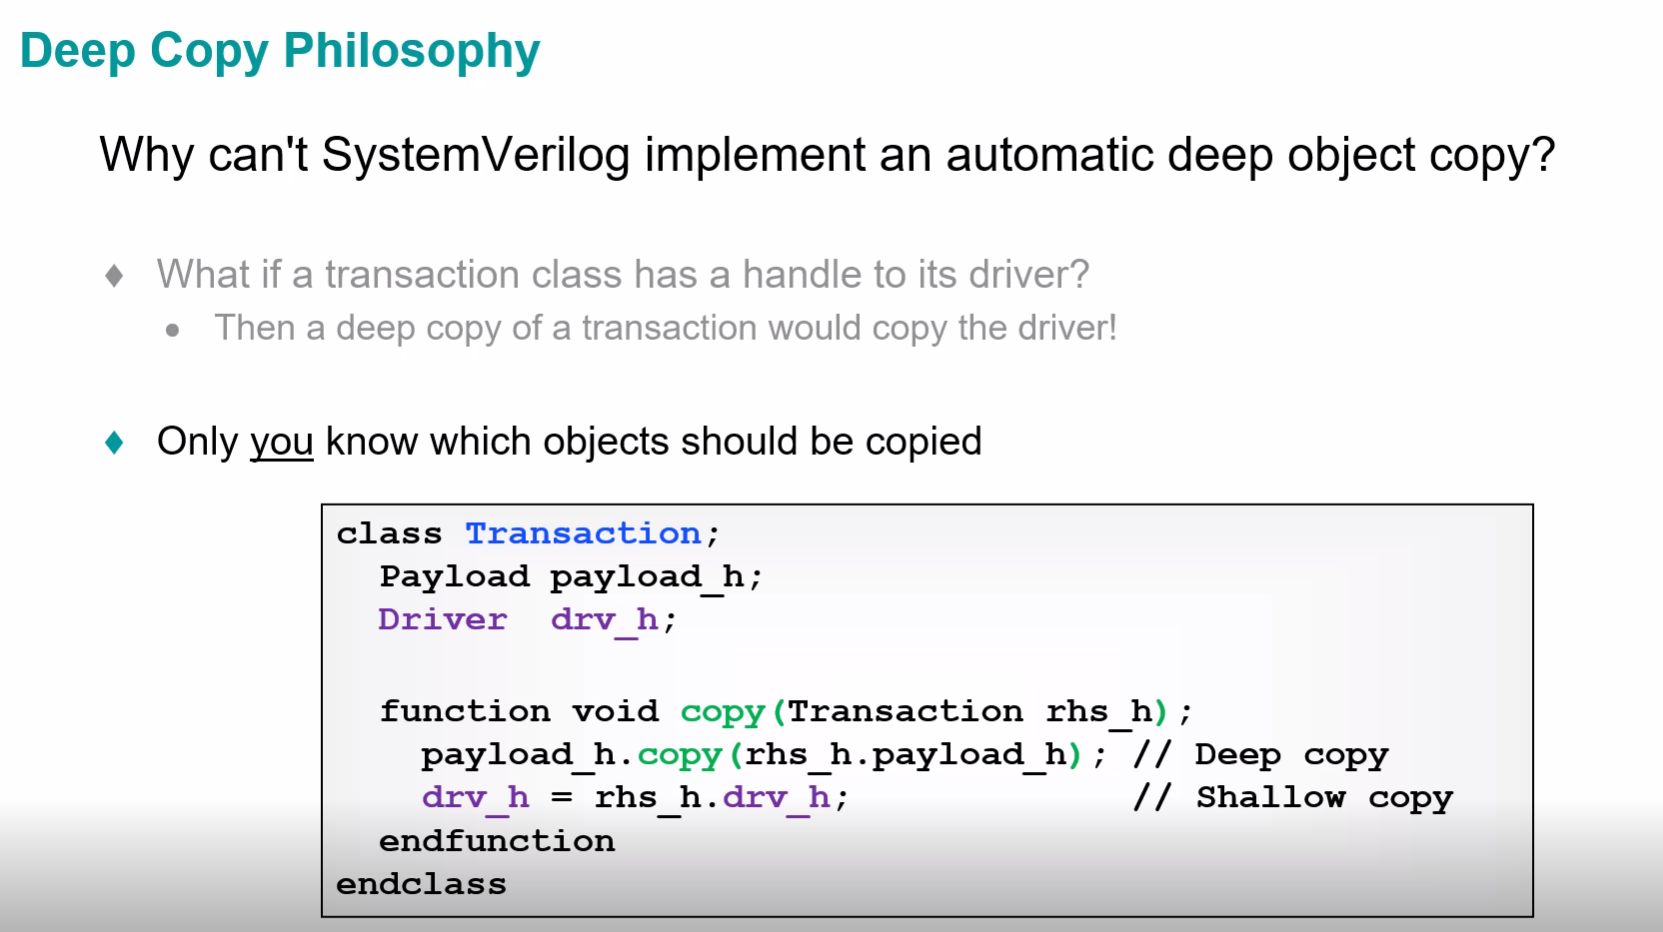 Deep Copy Philosophy
Why can't SystemVerilog implement an automatic deep object copy?
♦ What if a transaction class has a handle to its driver?
• Then a deep copy of a transaction would copy the driver!
♦ Only you know which objects should be copied
class Transaction;
  Payload payload_h;
  Driver  drv_h;
  function void copy(Transaction rhs_h);
    payload_h.copy(rhs_h.payload_h); // Deep copy
    drv_h = rhs_h.drv_h;             // Shallow copy
  endfunction
endclass